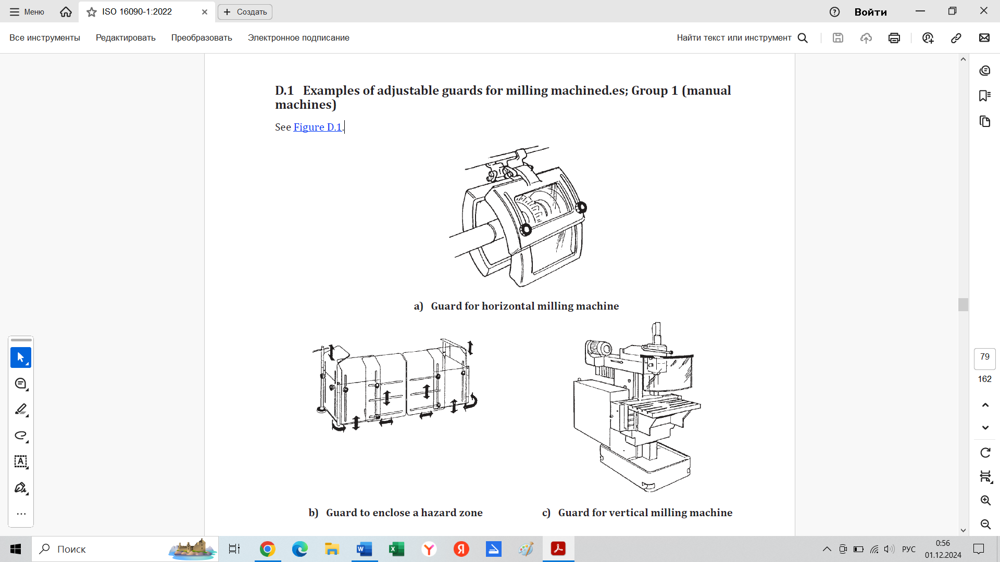 Меню
ISO 16090-1:2022
Создать
Войти
Все инструменты
Редактировать
Преобразовать
Электронное подписание
Найти текст или инструмент
D.1 Examples of adjustable guards for milling machined.es; Group 1 (manual
machines)
See Figure D.1.
a) Guard for horizontal milling machine
b) Guard to enclose a hazard zone
c) Guard for vertical milling machine
79
162
Поиск
РУС
0:56
01.12.2024